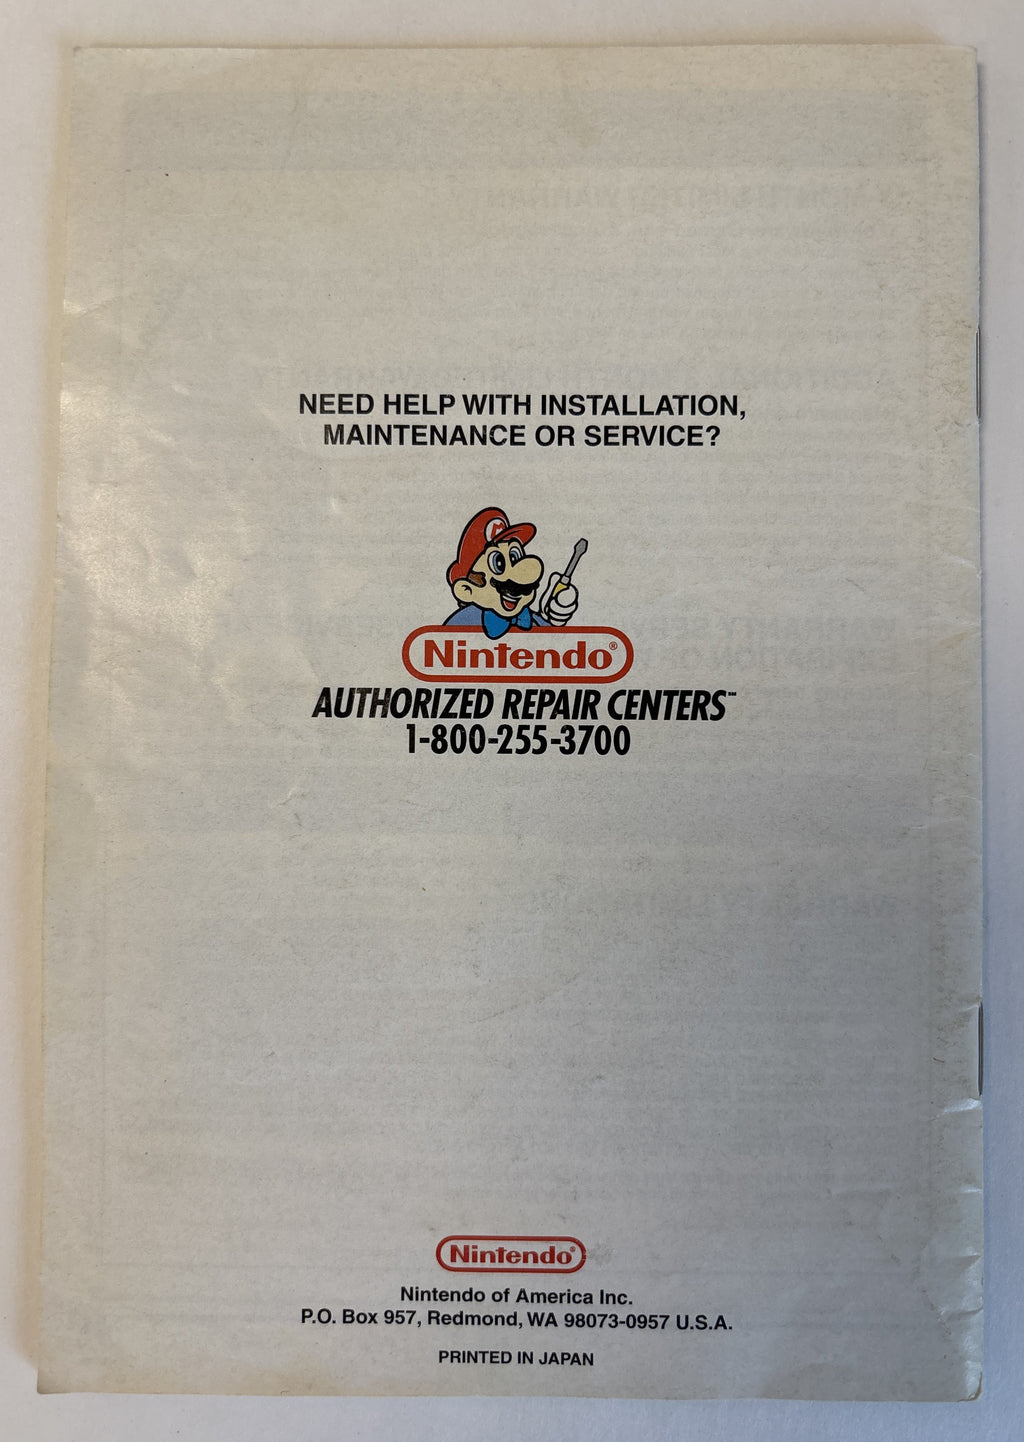 NEED HELP WITH INSTALLATION,
MAINTENANCE OR SERVICE?
M
Nintendo®
AUTHORIZED REPAIR CENTERS™
1-800-255-3700
Nintendo®
Nintendo of America Inc.
P.O. Box 957, Redmond, WA 98073-0957 U.S.A.
PRINTED IN JAPAN